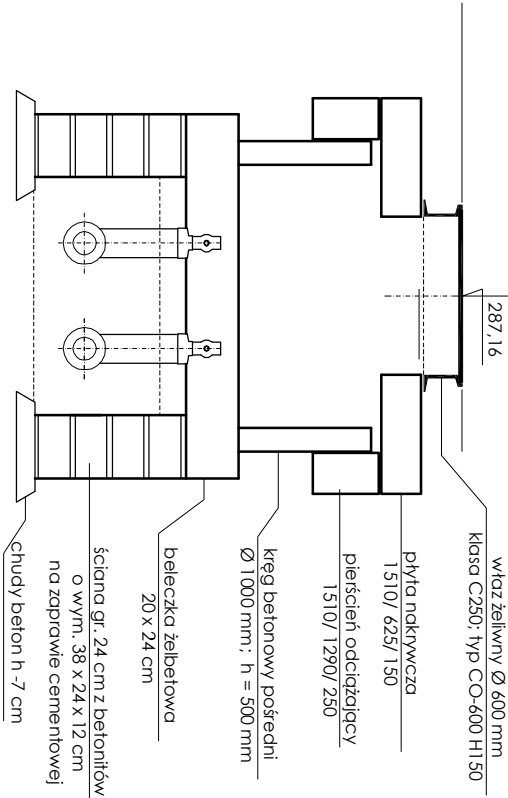 287,16
właz żeliwny Ø 600 mm
klasa C250; typ CO-600 H150
płyta nakrywcza
1510/ 625/ 150
pierścień odciążający
1510/ 1290/ 250
kręg betonowy pośredni
Ø 1000 mm; h = 500 mm
beleczka żelbetowa
20 x 24 cm
ściana gr. 24 cm z betonitów
o wym. 38 x 24 x 12 cm
na zaprawie cementowej
chudy beton h -7 cm